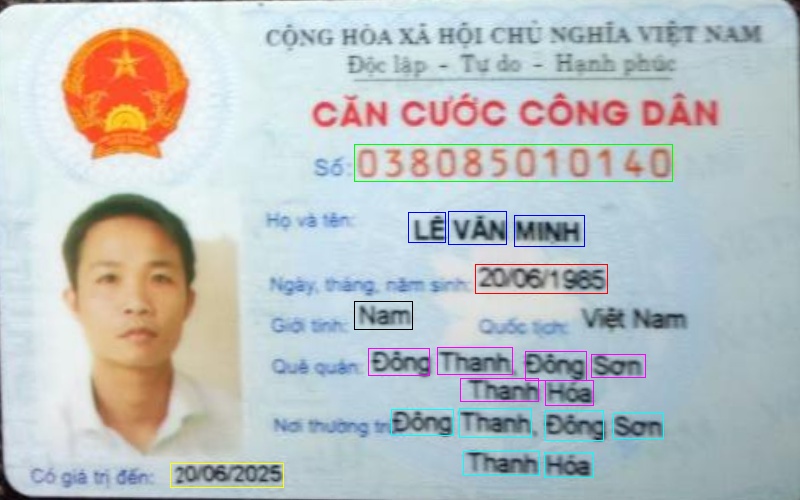 CỘNG HÒA XÃ HỘI CHỦ NGHĨA VIỆT NAM
Độc lập - Tự do - Hạnh phúc
CĂN CƯỚC CÔNG DÂN
Số: 038085010140
Họ và tên: LÊ VĂN MINH
Ngày, tháng, năm sinh: 20/06/1985
Giới tính: Nam Quốc tịch: Việt Nam
Quê quán: Đông Thanh, Đông Sơn
Thanh Hóa
Nơi thường trú: Đông Thanh, Đông Sơn
Thanh Hóa
Có giá trị đến: 20/06/2025